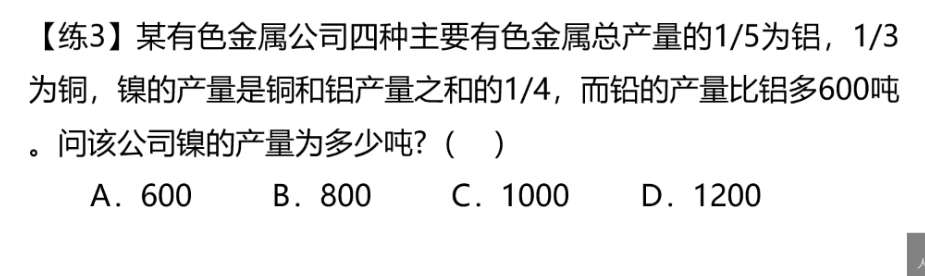 【练3】某有色金属公司四种主要有色金属总产量的1/5为铝，1/3
为铜，镍的产量是铜和铝产量之和的1/4，而铅的产量比铝多600吨
。问该公司镍的产量为多少吨?（ ）
A．600 B．800 C．1000 D．1200